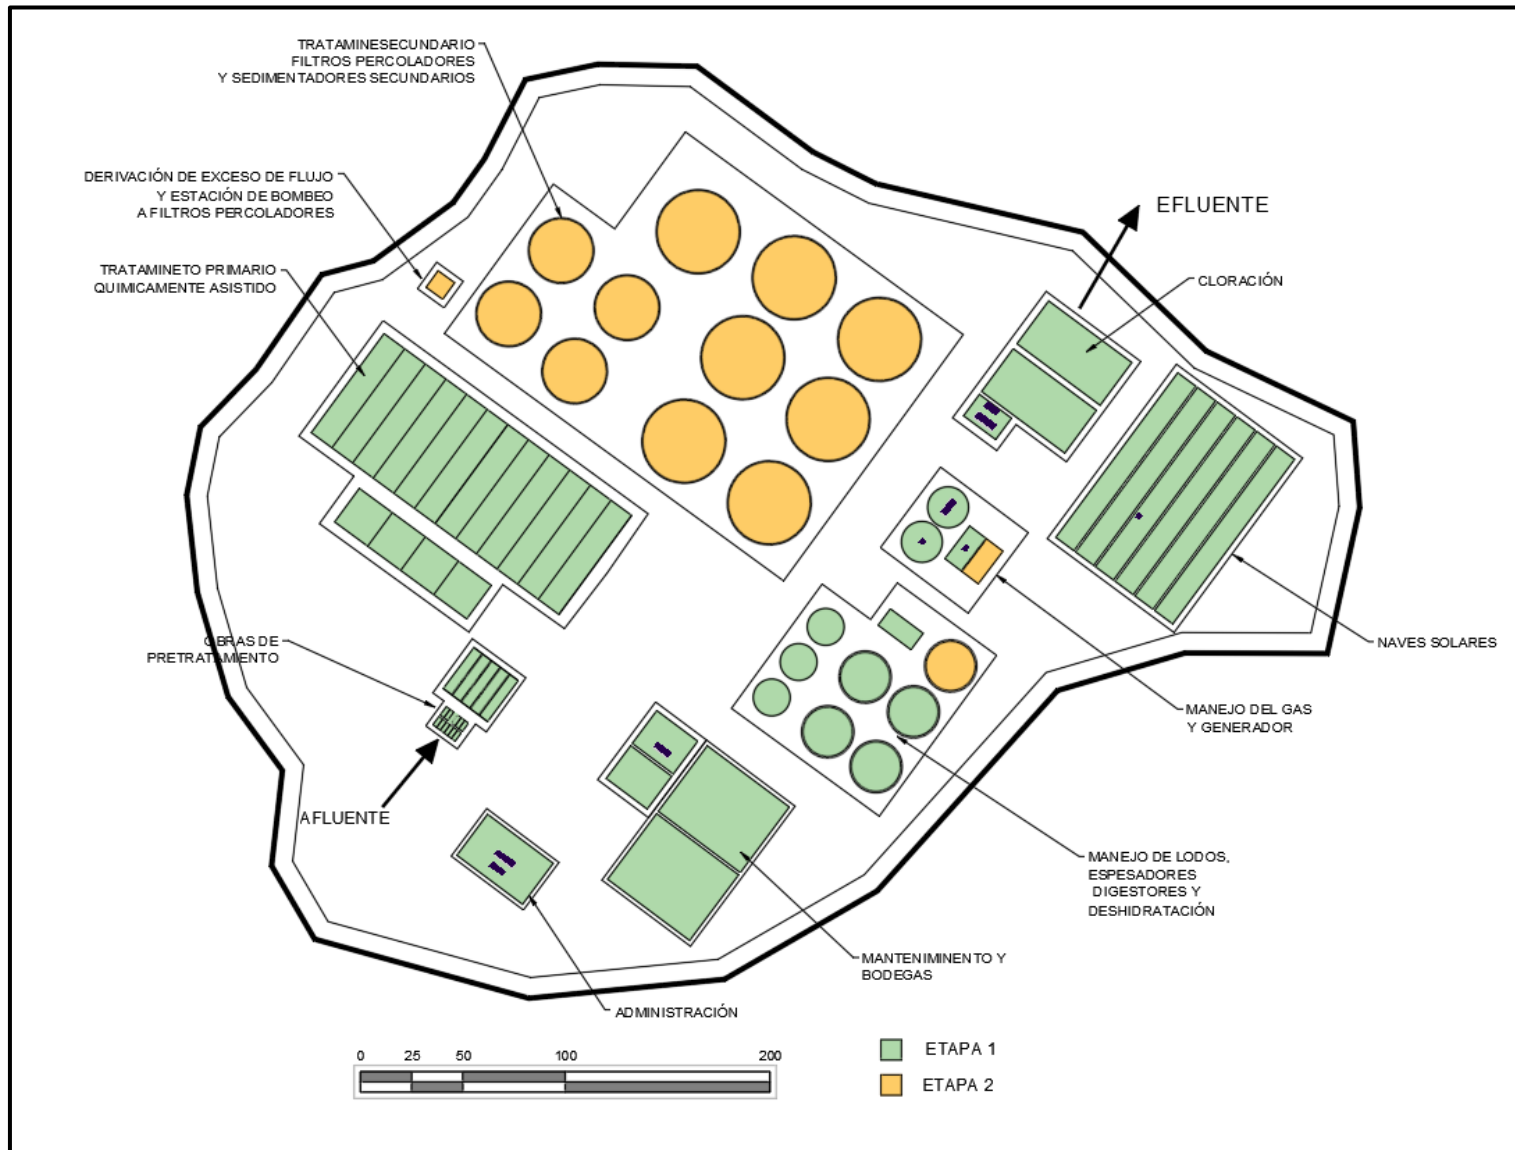 TRATAMINESECUNDARIO
FILTROS PERCOLADORES
Y SEDIMENTADORES SECUNDARIOS
DERIVACIÓN DE EXCESO DE FLUJO
Y ESTACIÓN DE BOMBEO
A FILTROS PERCOLADORES
TRATAMINETO PRIMARIO
QUIMICAMENTE ASISTIDO
EFLUENTE
CLORACIÓN
OBRAS DE
PRETRATAMIENTO
NAVES SOLARES
MANEJO DEL GAS
Y GENERADOR
AFLUENTE
MANEJO DE LODOS,
ESPESADORES
DIGESTORES Y
DESHIDRATACIÓN
MANTENIMINENTO Y
BODEGAS
ADMINISTRACIÓN
0 25 50 100 200
ETAPA 1
ETAPA 2